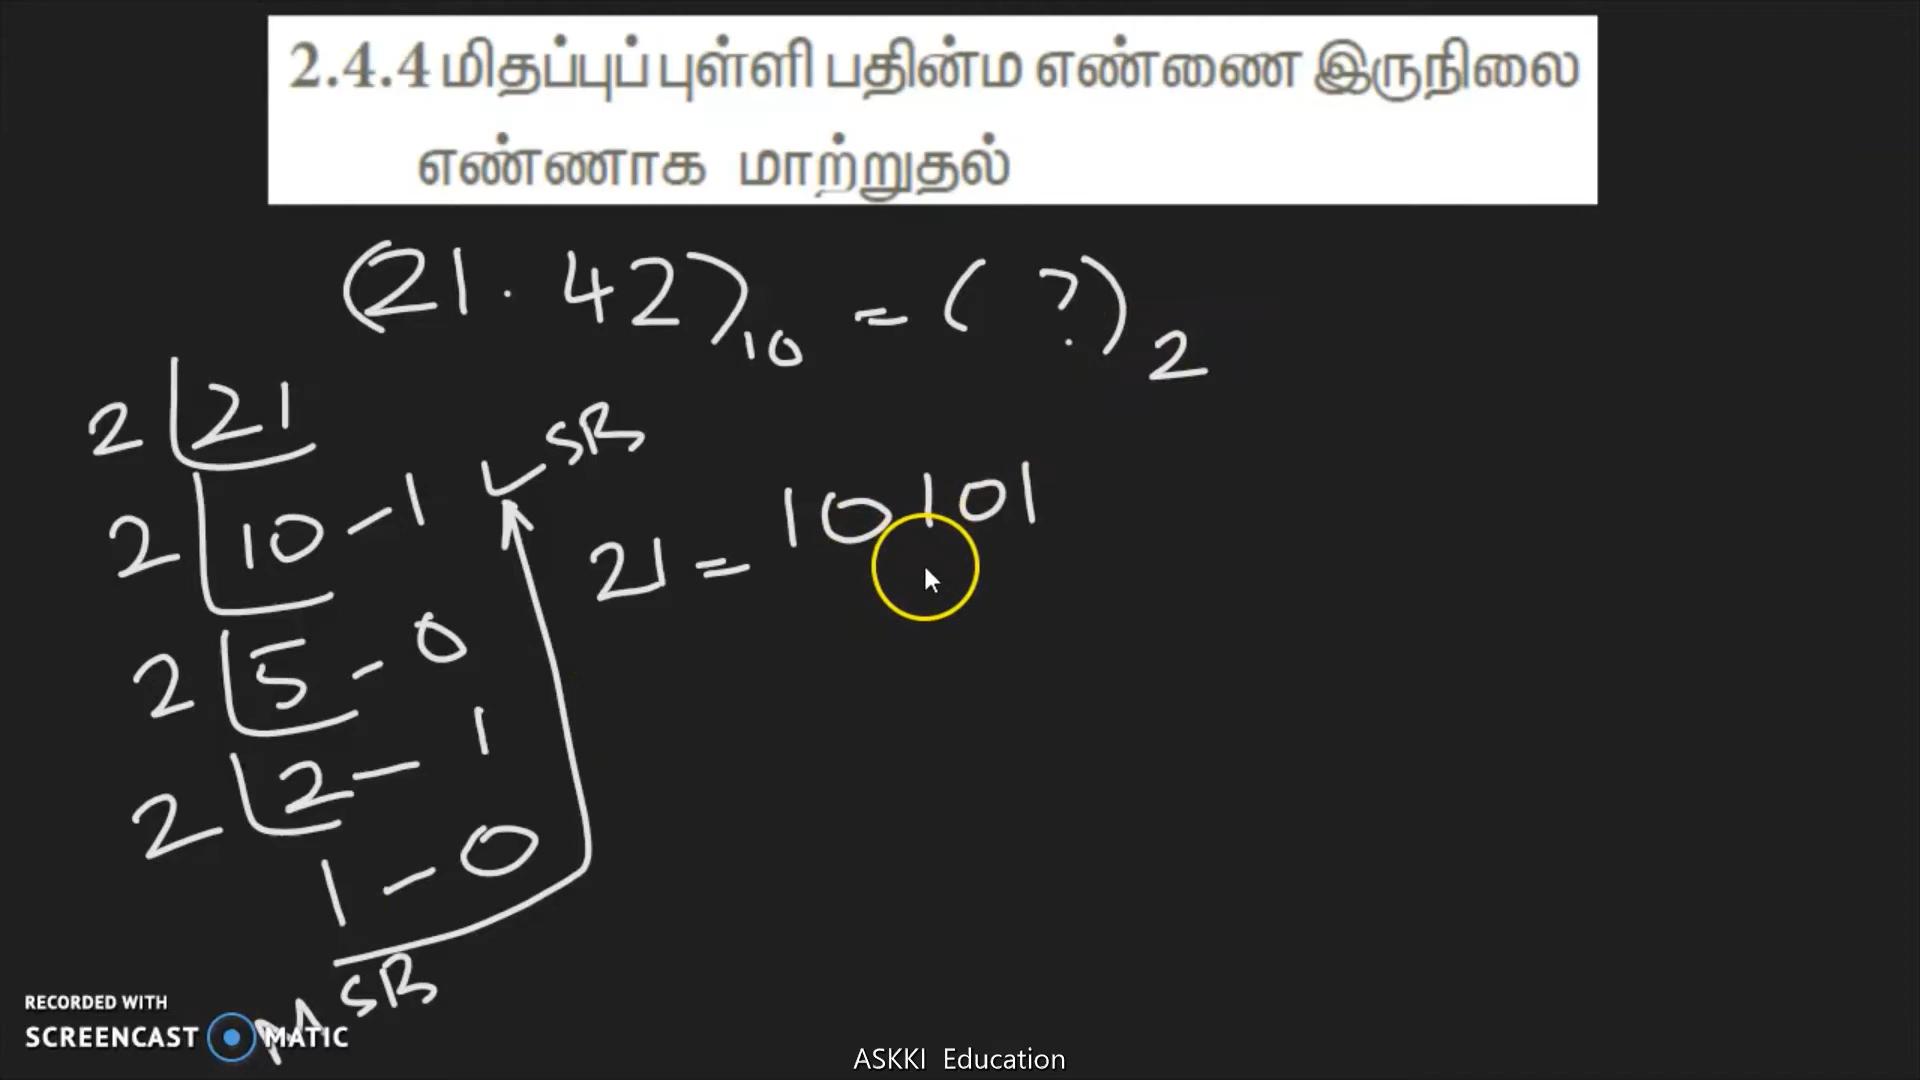 2.4.4 மிதப்புப் புள்ளி பதின்ம எண்ணை இருநிலை
எண்ணாக மாற்றுதல்
(21.42)10 = (?)2
2 21
2 10 - 1 LSB
2 5 - 0
2 2 - 1
1 - 0
MSB
21 = 10101
RECORDED WITH
SCREENCAST MATIC
ASKKI Education